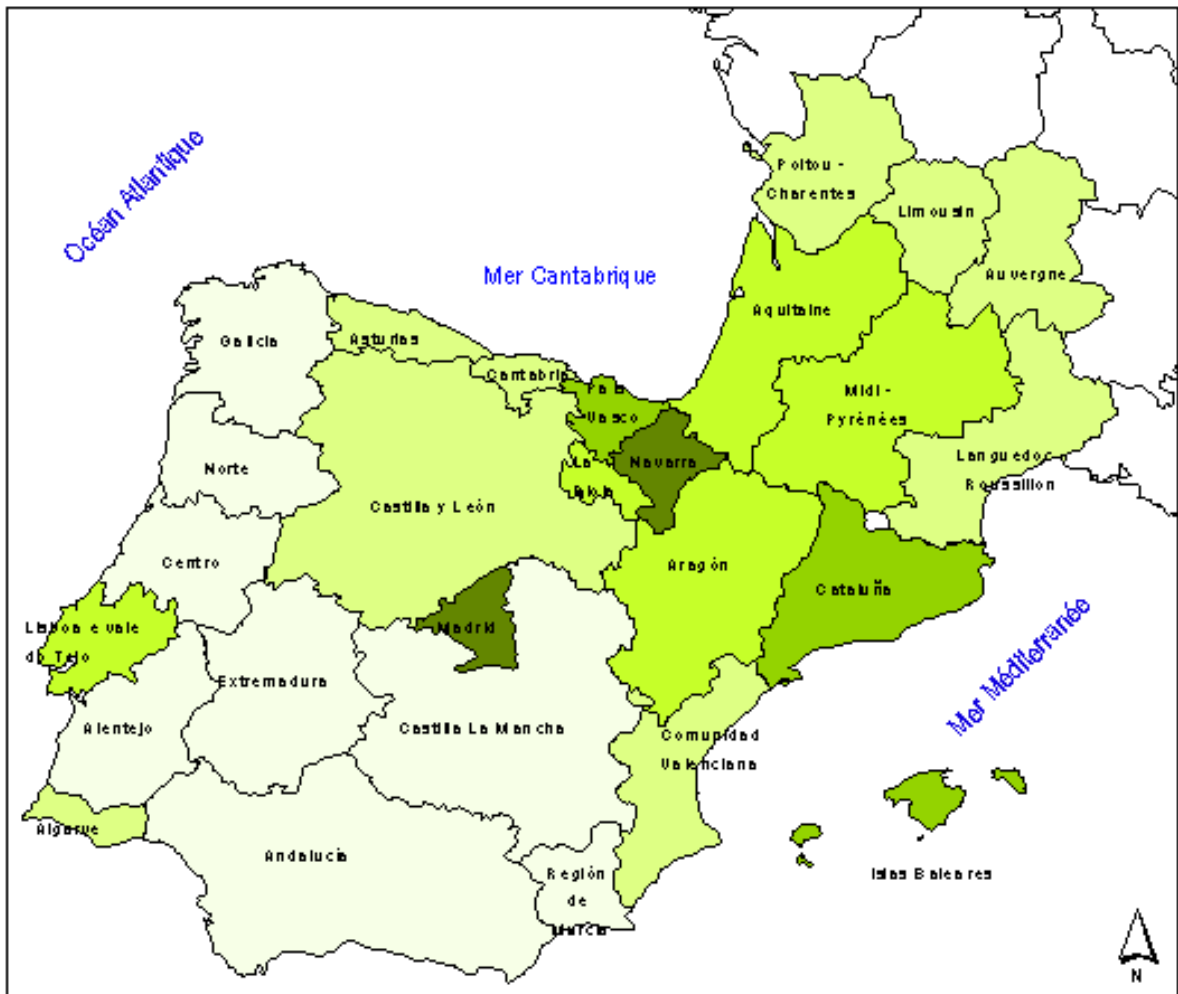 Océan Atlantique
Mer Cantabrique
Poitou -
Charentes
Limousin
Auvergne
Aquitaine
Galicia
Asturias
Cantabria
País
Vasco
Midi -
Pyrénées
Norte
La
Rioja
Navarra
Languedoc
Roussillon
Castilla y León
Centro
Aragón
Cataluña
Lisboa e vale
do Tejo
Madrid
Extremadura
Mer Méditerranée
Alentejo
Castilla La Mancha
Comunidad
Valenciana
Algarve
Andalucía
Región
de
Murcia
Islas Baleares
N